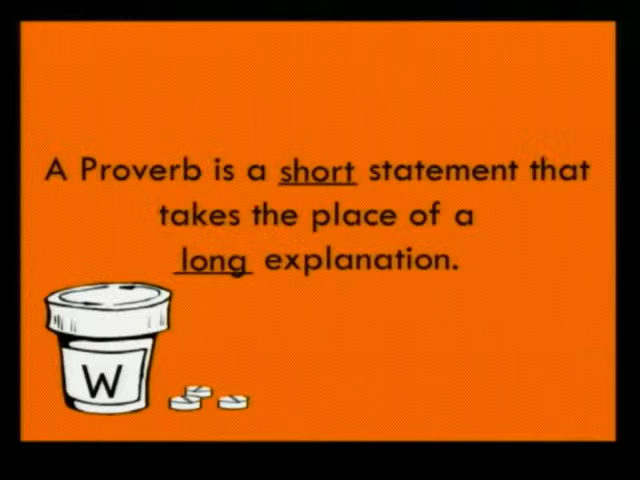 A Proverb is a short statement that
takes the place of a
long explanation.
W